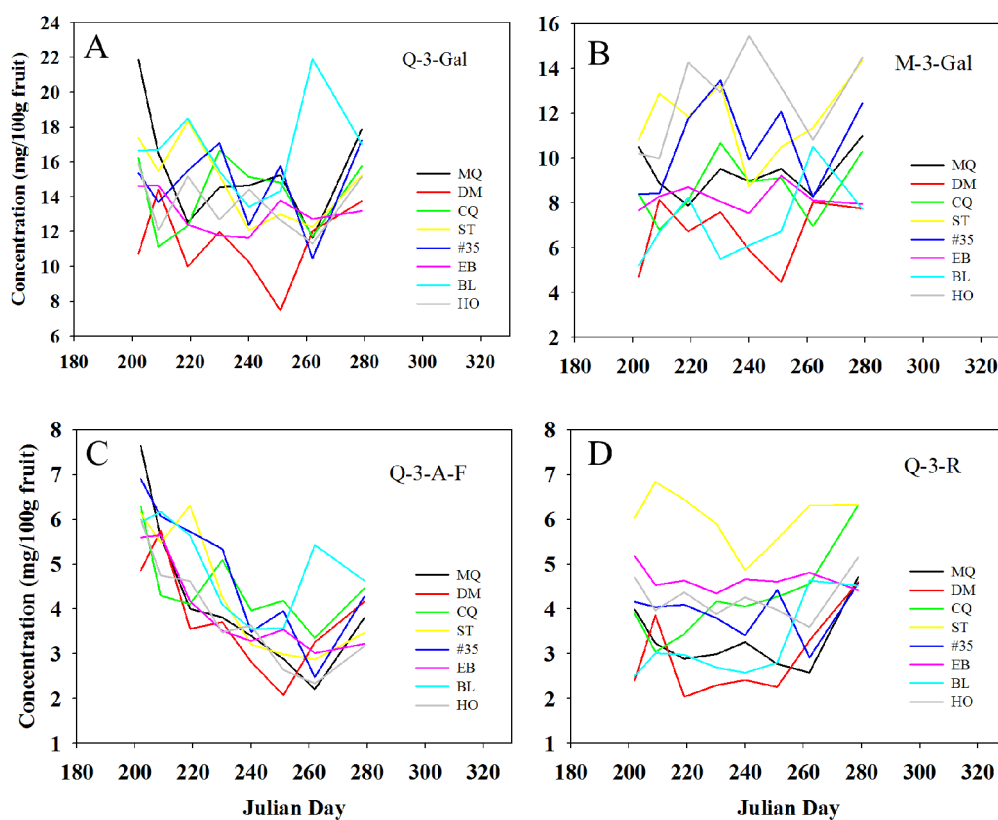 A
Q-3-Gal
Concentration (mg/100g fruit)
24
22
20
18
16
14
12
10
8
6
MQ
DM
CQ
ST
#35
EB
BL
HO
180 200 220 240 260 280 300 320
B
M-3-Gal
16
14
12
10
8
6
4
2
MQ
DM
CQ
ST
#35
EB
BL
HO
180 200 220 240 260 280 300 320
C
Q-3-A-F
Concentration (mg/100g fruit)
8
7
6
5
4
3
2
1
MQ
DM
CQ
ST
#35
EB
BL
HO
180 200 220 240 260 280 300 320
Julian Day
D
Q-3-R
8
7
6
5
4
3
2
1
MQ
DM
CQ
ST
#35
EB
BL
HO
180 200 220 240 260 280 300 320
Julian Day